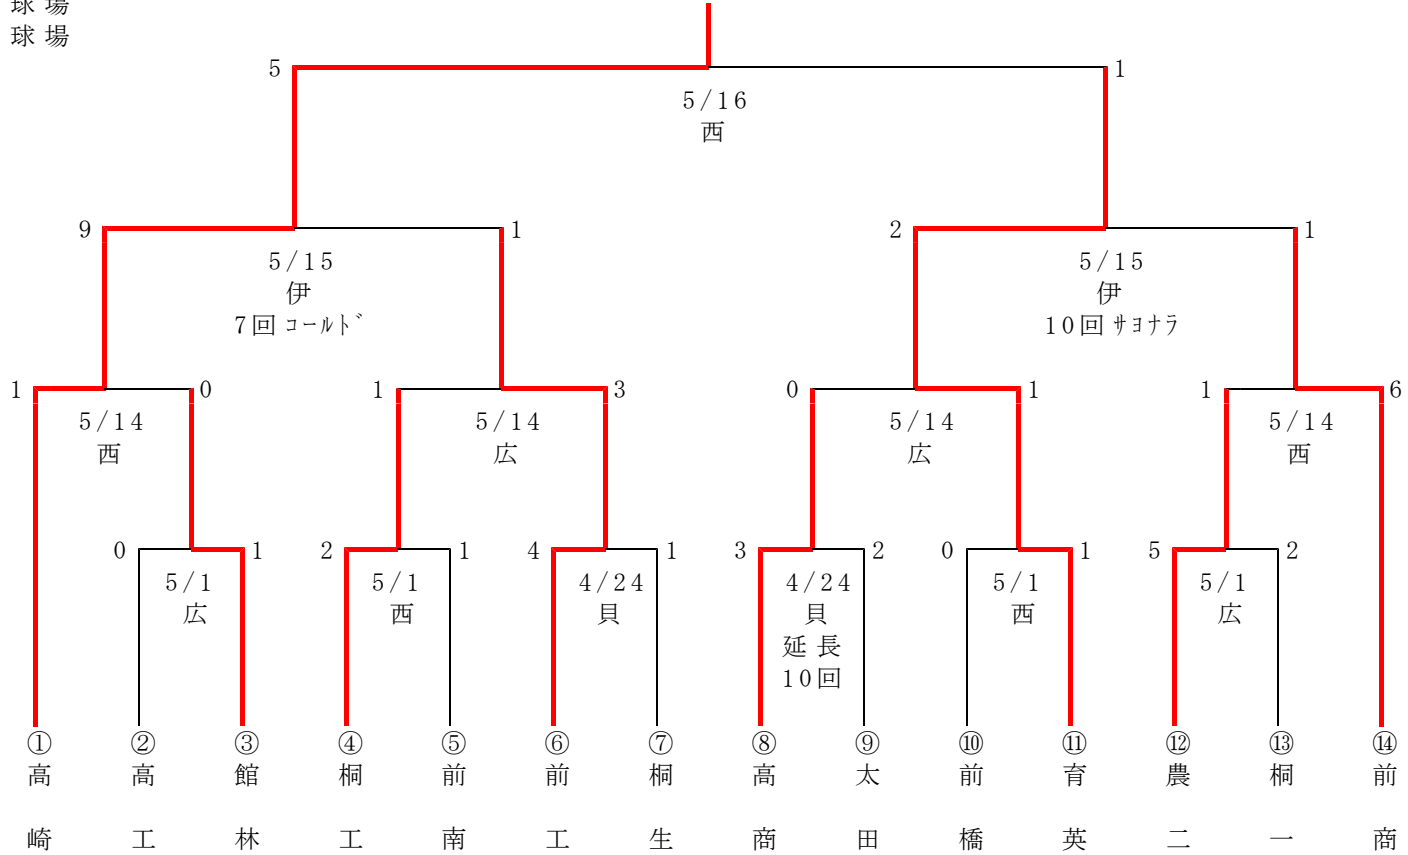 球場
球場
5 1
5/16
西
9 1 2 1
5/15 5/15
伊 伊
7回コールド 10回サヨナラ
1 0 1 3 0 1 1 6
5/14 5/14 5/14 5/14
西 広 広 西
0 1 2 1 4 1 3 2 0 1 5 2
5/1 5/1 4/24 4/24 5/1 5/1
広 西 貝 貝 西 広
延長
10回
① ② ③ ④ ⑤ ⑥ ⑦ ⑧ ⑨ ⑩ ⑪ ⑫ ⑬ ⑭
高崎 高工 館林 桐工 前南 前工 桐生 高商 太田 前橋 育英 農二 桐一 前商